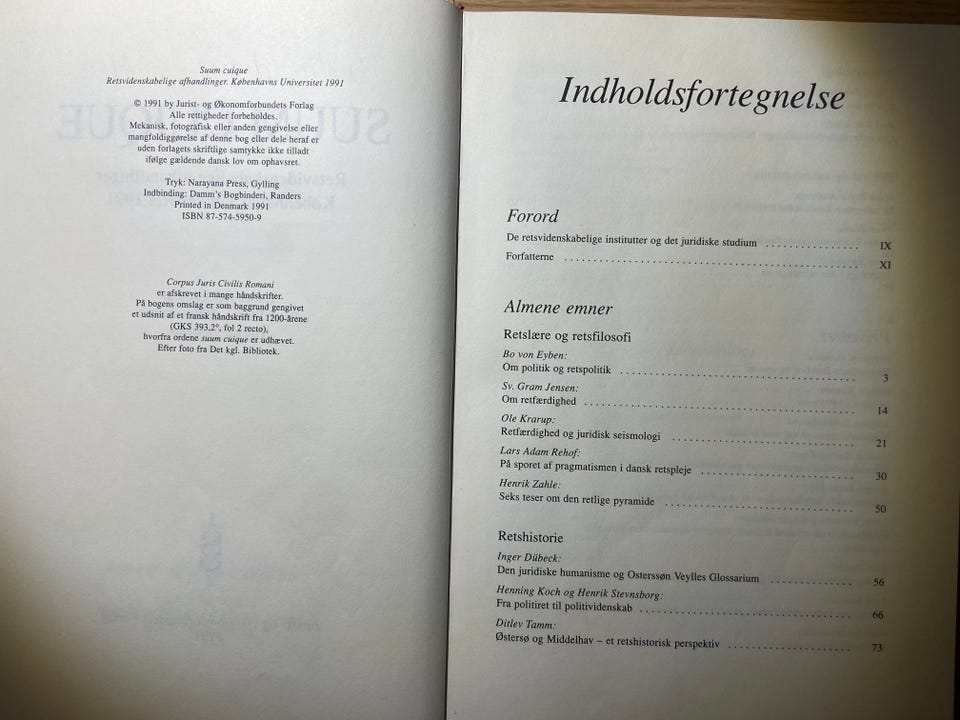 Suum cuique
Retsvidenskabelige afhandlinger. Københavns Universitet 1991
© 1991 by Jurist- og Økonomforbundets Forlag
Alle rettigheder forbeholdes.
Mekanisk, fotografisk eller anden gengivelse eller
mangfoldiggørelse af denne bog eller dele heraf er
uden forlagets skriftlige samtykke ikke tilladt
ifølge gældende dansk lov om ophavsret.
Tryk: Narayana Press, Gylling
Indbinding: Damm's Bogbinderi, Randers
Printed in Denmark 1991
ISBN 87-574-5950-9
Corpus Juris Civilis Romani
er afskrevet i mange håndskrifter.
På bogens omslag er som baggrund gengivet
et udsnit af et fransk håndskrift fra 1200-årene
(GKS 393,2°, fol 2 recto),
hvorfra ordene suum cuique er udhævet.
Efter foto fra Det kgl. Bibliotek.
Indholdsfortegnelse
Forord
De retsvidenskabelige institutter og det juridiske studium ................ IX
Forfatterne ................ XI
Almene emner
Retslære og retsfilosofi
Bo von Eyben:
Om politik og retspolitik ................ 3
Sv. Gram Jensen:
Om retfærdighed ................ 14
Ole Krarup:
Retfærdighed og juridisk seismologi ................ 21
Lars Adam Rehof:
På sporet af pragmatismen i dansk retspleje ................ 30
Henrik Zahle:
Seks teser om den retlige pyramide ................ 50
Retshistorie
Inger Dübeck:
Den juridiske humanisme og Osterssøn Veylles Glossarium ................ 56
Henning Koch og Henrik Stevnsborg:
Fra politiret til politividenskab ................ 66
Ditlev Tamm:
Østersø og Middelhav – et retshistorisk perspektiv ................ 73